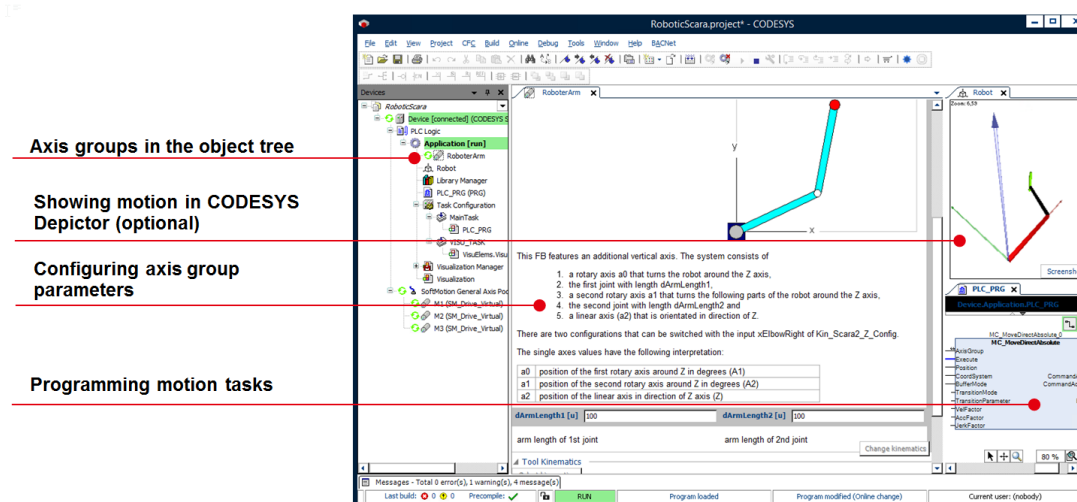 RoboticScara.project* - CODESYS
File Edit View Project CFC Build Online Debug Tools Window Help BACNet
Devices
RoboticScara
Device [connected] (CODESYS S
PLC Logic
Application [run]
RoboterArm
Robot
Library Manager
PLC_PRG (PRG)
Task Configuration
MainTask
PLC_PRG
VISU_TASK
VisuElems.Visu
Visualization Manager
Visualization
SoftMotion General Axis Poo
M1 (SM_Drive_Virtual)
M2 (SM_Drive_Virtual)
M3 (SM_Drive_Virtual)
Axis groups in the object tree
Showing motion in CODESYS
Depictor (optional)
Configuring axis group
parameters
Programming motion tasks
RoboterArm
y
x
This FB features an additional vertical axis. The system consists of
1. a rotary axis a0 that turns the robot around the Z axis,
2. the first joint with length dArmLength1,
3. a second rotary axis a1 that turns the following parts of the robot around the Z axis,
4. the second joint with length dArmLength2 and
5. a linear axis (a2) that is orientated in direction of Z.
There are two configurations that can be switched with the input xElbowRight of Kin_Scara2_Z_Config.
The single axes values have the following interpretation:
a0 position of the first rotary axis around Z in degrees (A1)
a1 position of the second rotary axis around Z in degrees (A2)
a2 position of the linear axis in direction of Z axis (Z)
dArmLength1 [u] 100 dArmLength2 [u] 100
arm length of 1st joint arm length of 2nd joint
Change kinematics
Tool Kinematics
Robot
Zoom: 6,53
Screensho
PLC_PRG
Device.Application.PLC_PRG
MC_MoveDirectAbsolute_0
MC_MoveDirectAbsolute
AxisGroup
Execute
Position
CoordSystem Command
BufferMode CommandAc
TransitionMode
TransitionParameter
VelFactor
AccFactor
JerkFactor
80 %
Messages - Total 0 error(s), 1 warning(s), 4 message(s)
Last build: 0 0 Precompile: RUN Program loaded Program modified (Online change) Current user: (nobody)